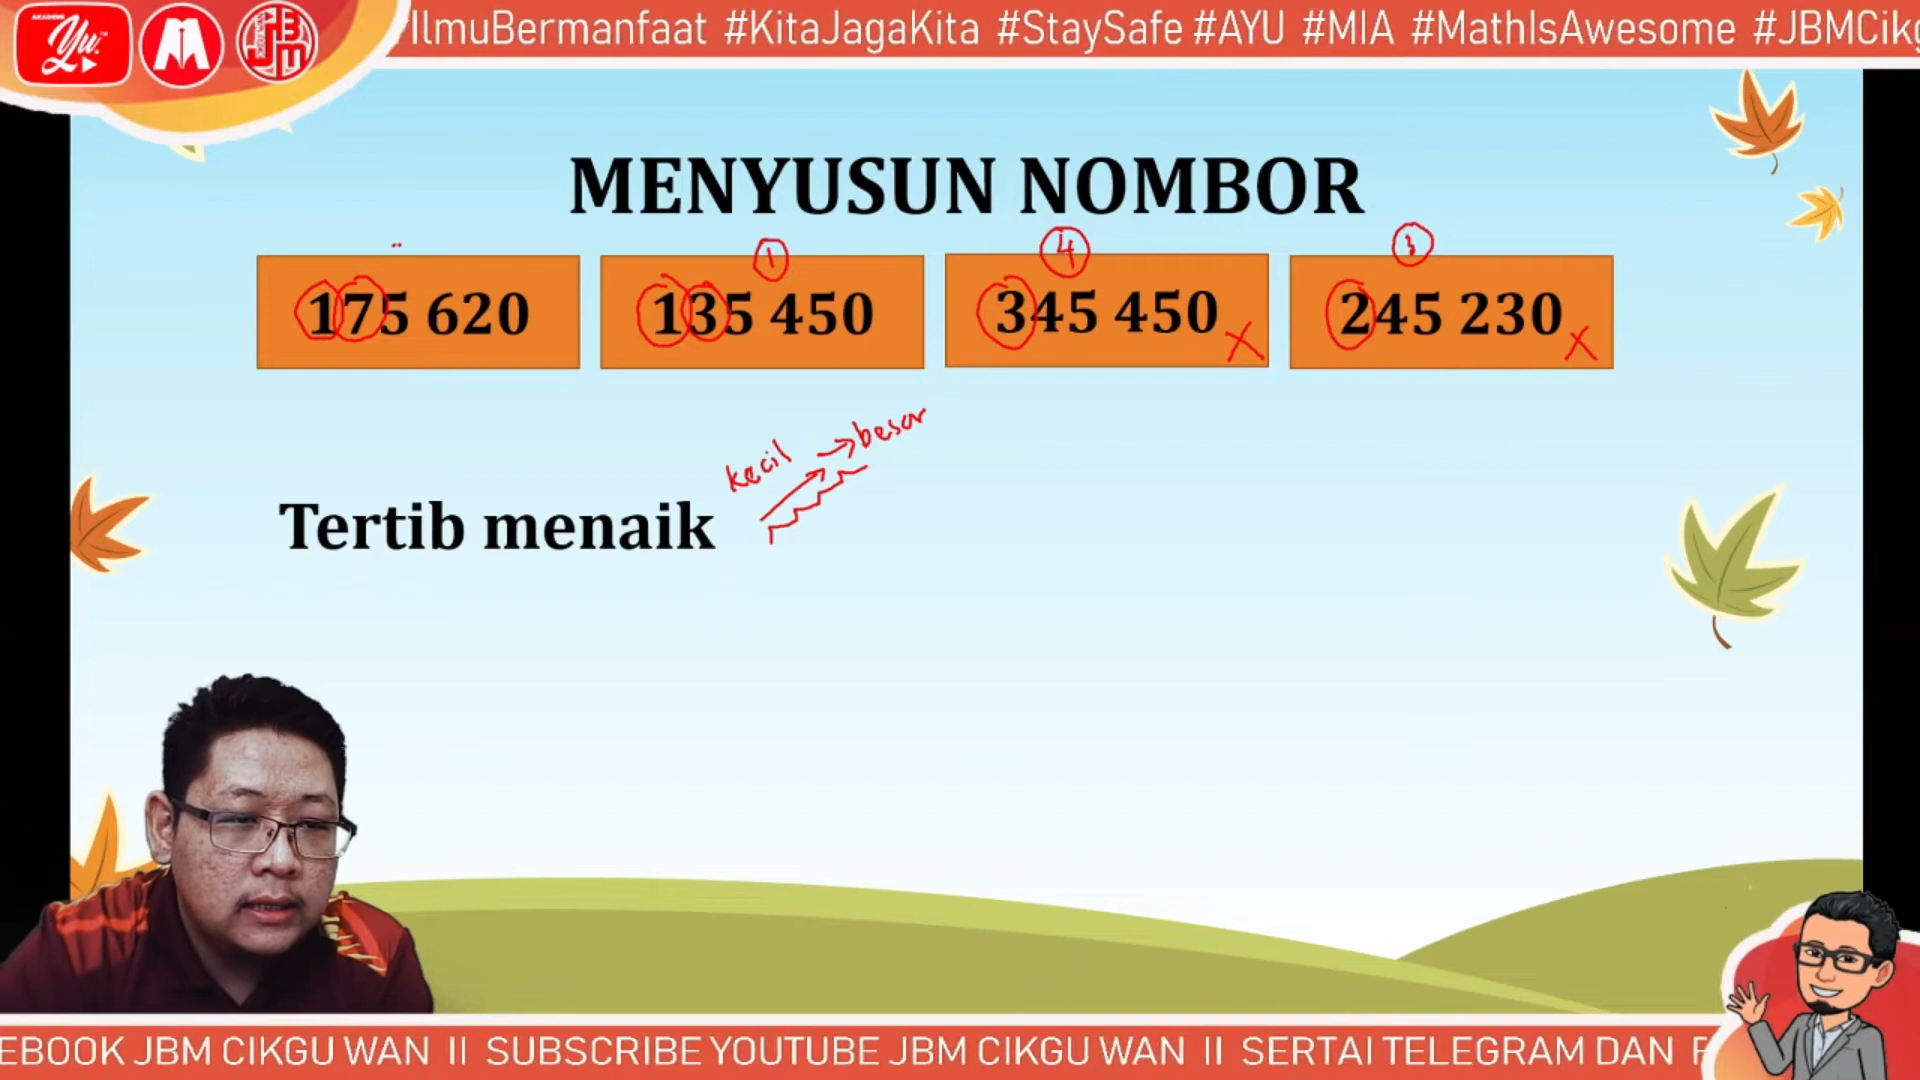 #IlmuBermanfaat #KitaJagaKita #StaySafe #AYU #MIA #MathIsAwesome #JBMCikg
AKADEMI
Yu
MENYUSUN NOMBOR
1 4 3
175 620 135 450 345 450 X 245 230 X
kecil → besar
Tertib menaik
EBOOK JBM CIKGU WAN II SUBSCRIBE YOUTUBE JBM CIKGU WAN II SERTAI TELEGRAM DAN F